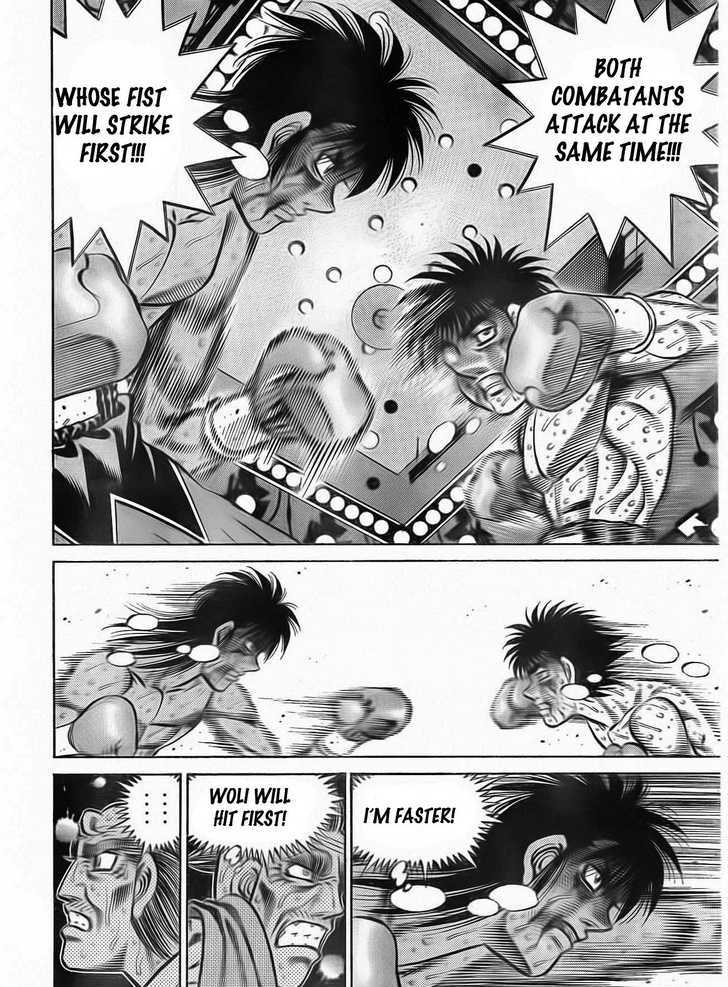 BOTH
COMBATANTS
ATTACK AT THE
SAME TIME!!!
WHOSE FIST
WILL STRIKE
FIRST!!!
I'M FASTER!
WOLI WILL
HIT FIRST!
...
...